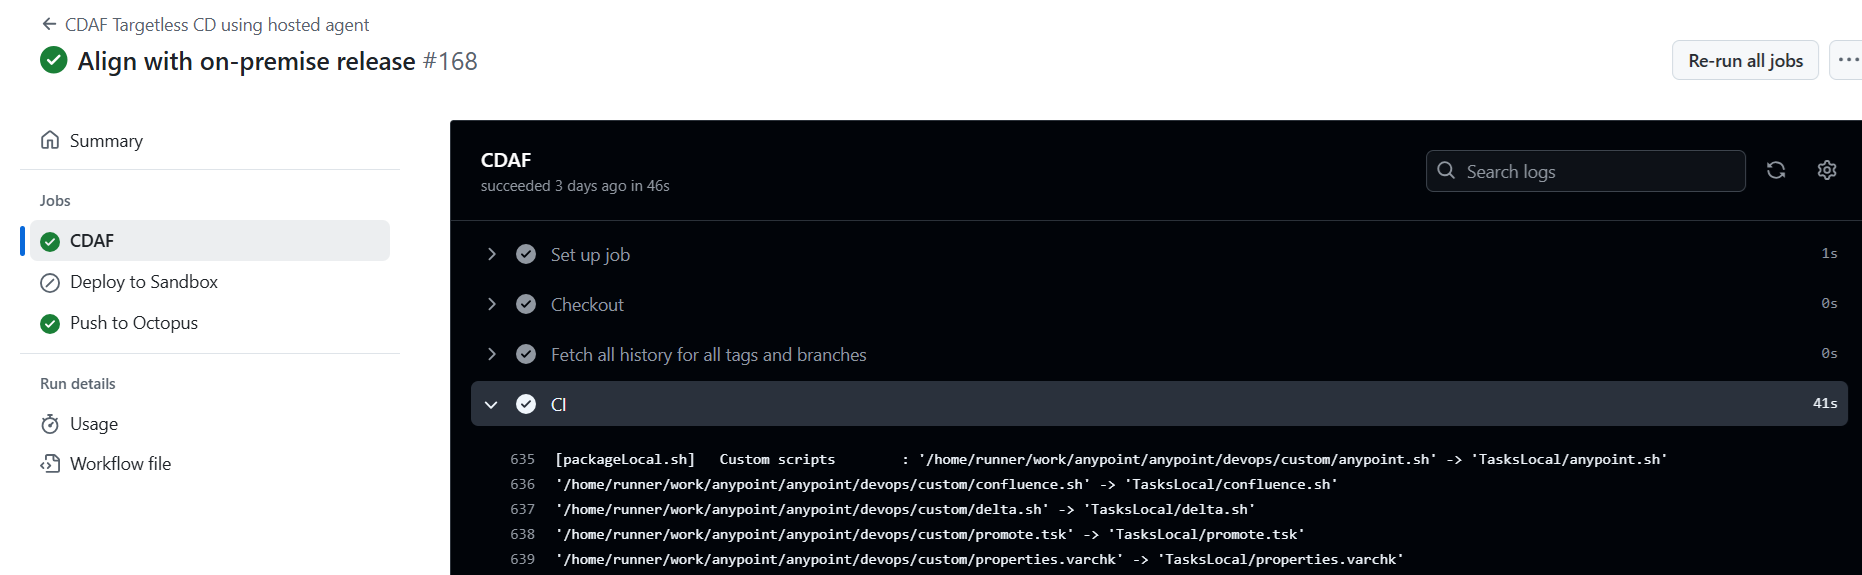 CDAF Targetless CD using hosted agent
Align with on-premise release #168
Re-run all jobs
Summary
Jobs
CDAF
Deploy to Sandbox
Push to Octopus
Run details
Usage
Workflow file
CDAF
succeeded 3 days ago in 46s
Search logs
Set up job 1s
Checkout 0s
Fetch all history for all tags and branches 0s
CI 41s
635 [packageLocal.sh]   Custom scripts        : '/home/runner/work/anypoint/anypoint/devops/custom/anypoint.sh' -> 'TasksLocal/anypoint.sh'
636 '/home/runner/work/anypoint/anypoint/devops/custom/confluence.sh' -> 'TasksLocal/confluence.sh'
637 '/home/runner/work/anypoint/anypoint/devops/custom/delta.sh' -> 'TasksLocal/delta.sh'
638 '/home/runner/work/anypoint/anypoint/devops/custom/promote.tsk' -> 'TasksLocal/promote.tsk'
639 '/home/runner/work/anypoint/anypoint/devops/custom/properties.varchk' -> 'TasksLocal/properties.varchk'